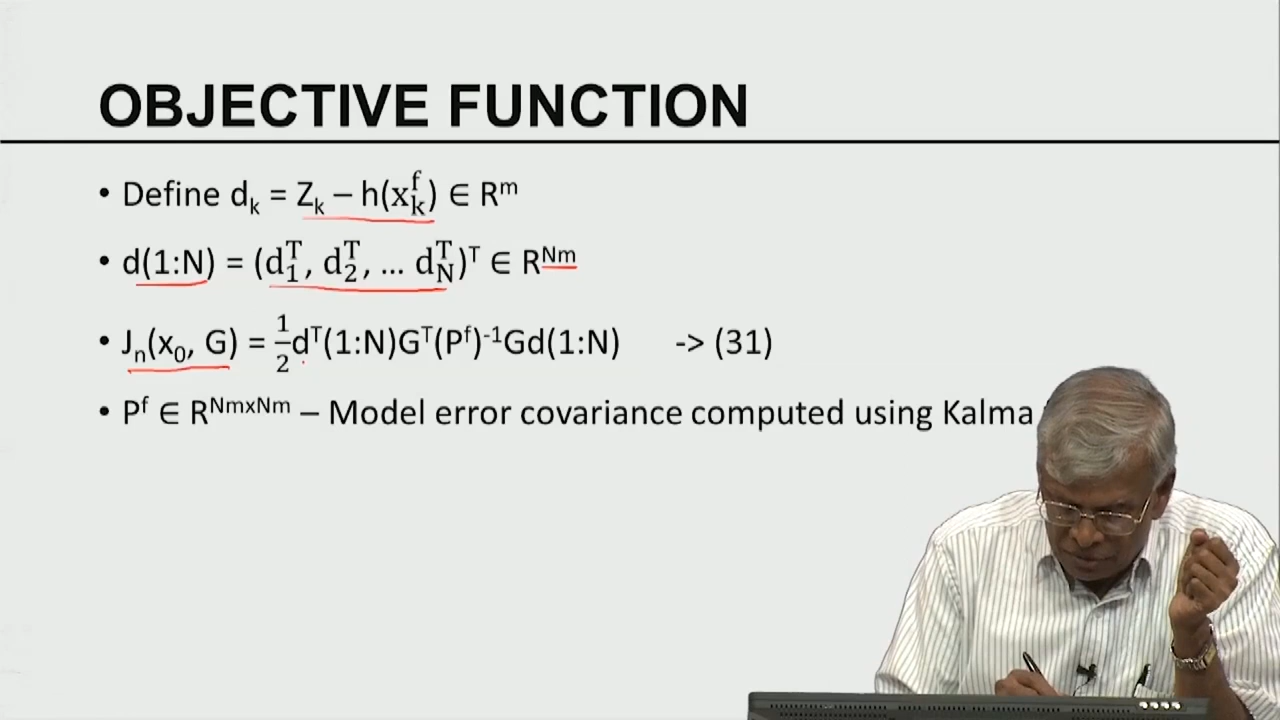 OBJECTIVE FUNCTION
• Define dₖ = Zₖ – h(xₖᶠ) ∈ Rᵐ
• d(1:N) = (d₁ᵀ, d₂ᵀ, … d_Nᵀ)ᵀ ∈ Rᴺᵐ
• Jₙ(x₀, G) = ½dᵀ(1:N)Gᵀ(Pᶠ)⁻¹Gd(1:N) -> (31)
• Pᶠ ∈ Rᴺᵐˣᴺᵐ – Model error covariance computed using Kalma